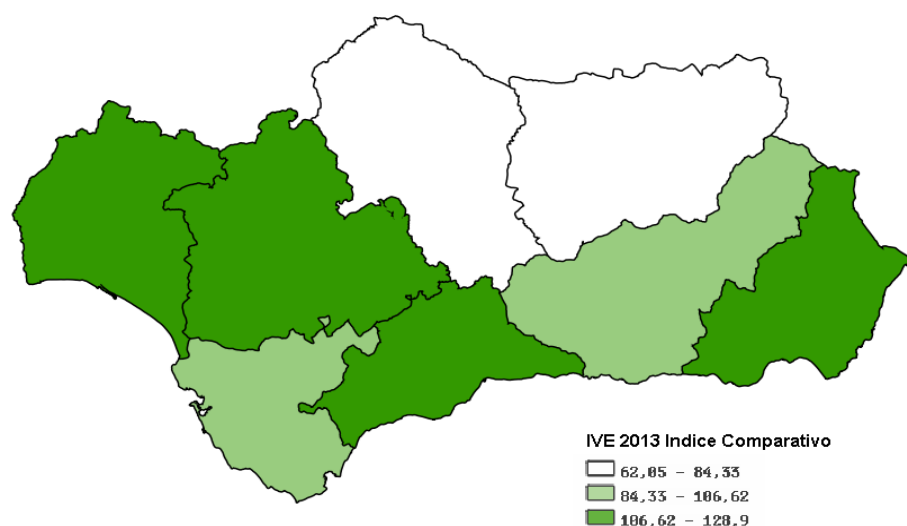 IVE 2013 Indice Comparativo
62,05 - 84,33
84,33 - 106,62
106,62 - 128,9